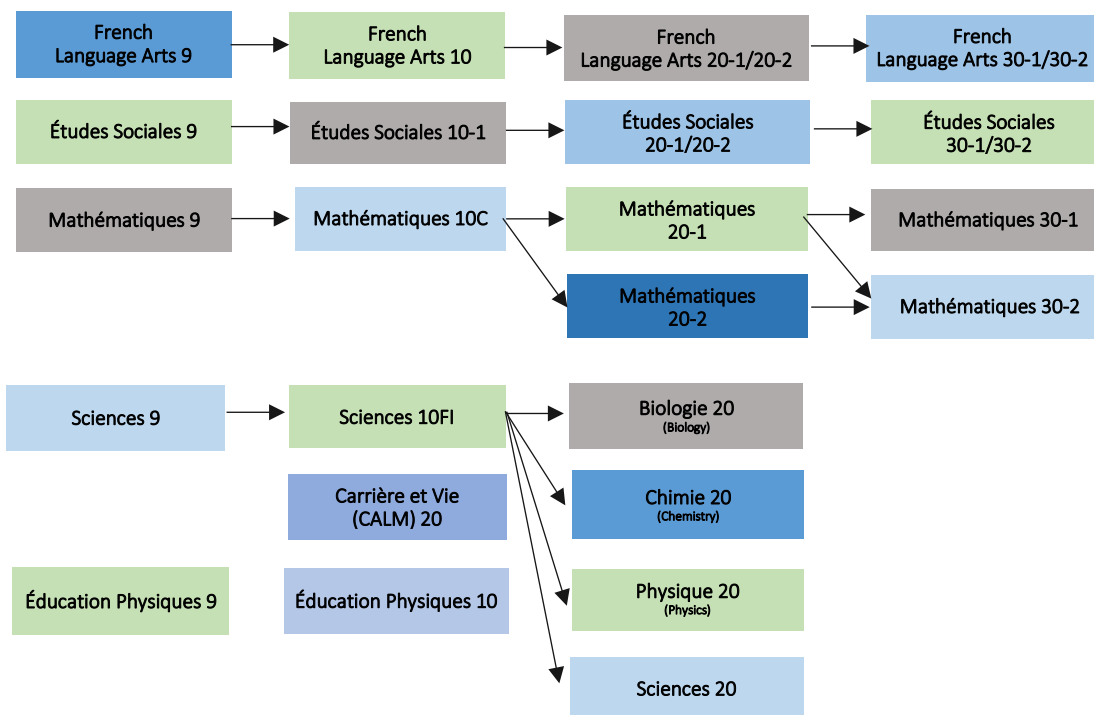 French
Language Arts 9
French
Language Arts 10
French
Language Arts 20-1/20-2
French
Language Arts 30-1/30-2
Études Sociales 9
Études Sociales 10-1
Études Sociales
20-1/20-2
Études Sociales
30-1/30-2
Mathématiques 9
Mathématiques 10C
Mathématiques
20-1
Mathématiques 30-1
Mathématiques
20-2
Mathématiques 30-2
Sciences 9
Sciences 10FI
Biologie 20
(Biology)
Carrière et Vie
(CALM) 20
Chimie 20
(Chemistry)
Éducation Physiques 9
Éducation Physiques 10
Physique 20
(Physics)
Sciences 20